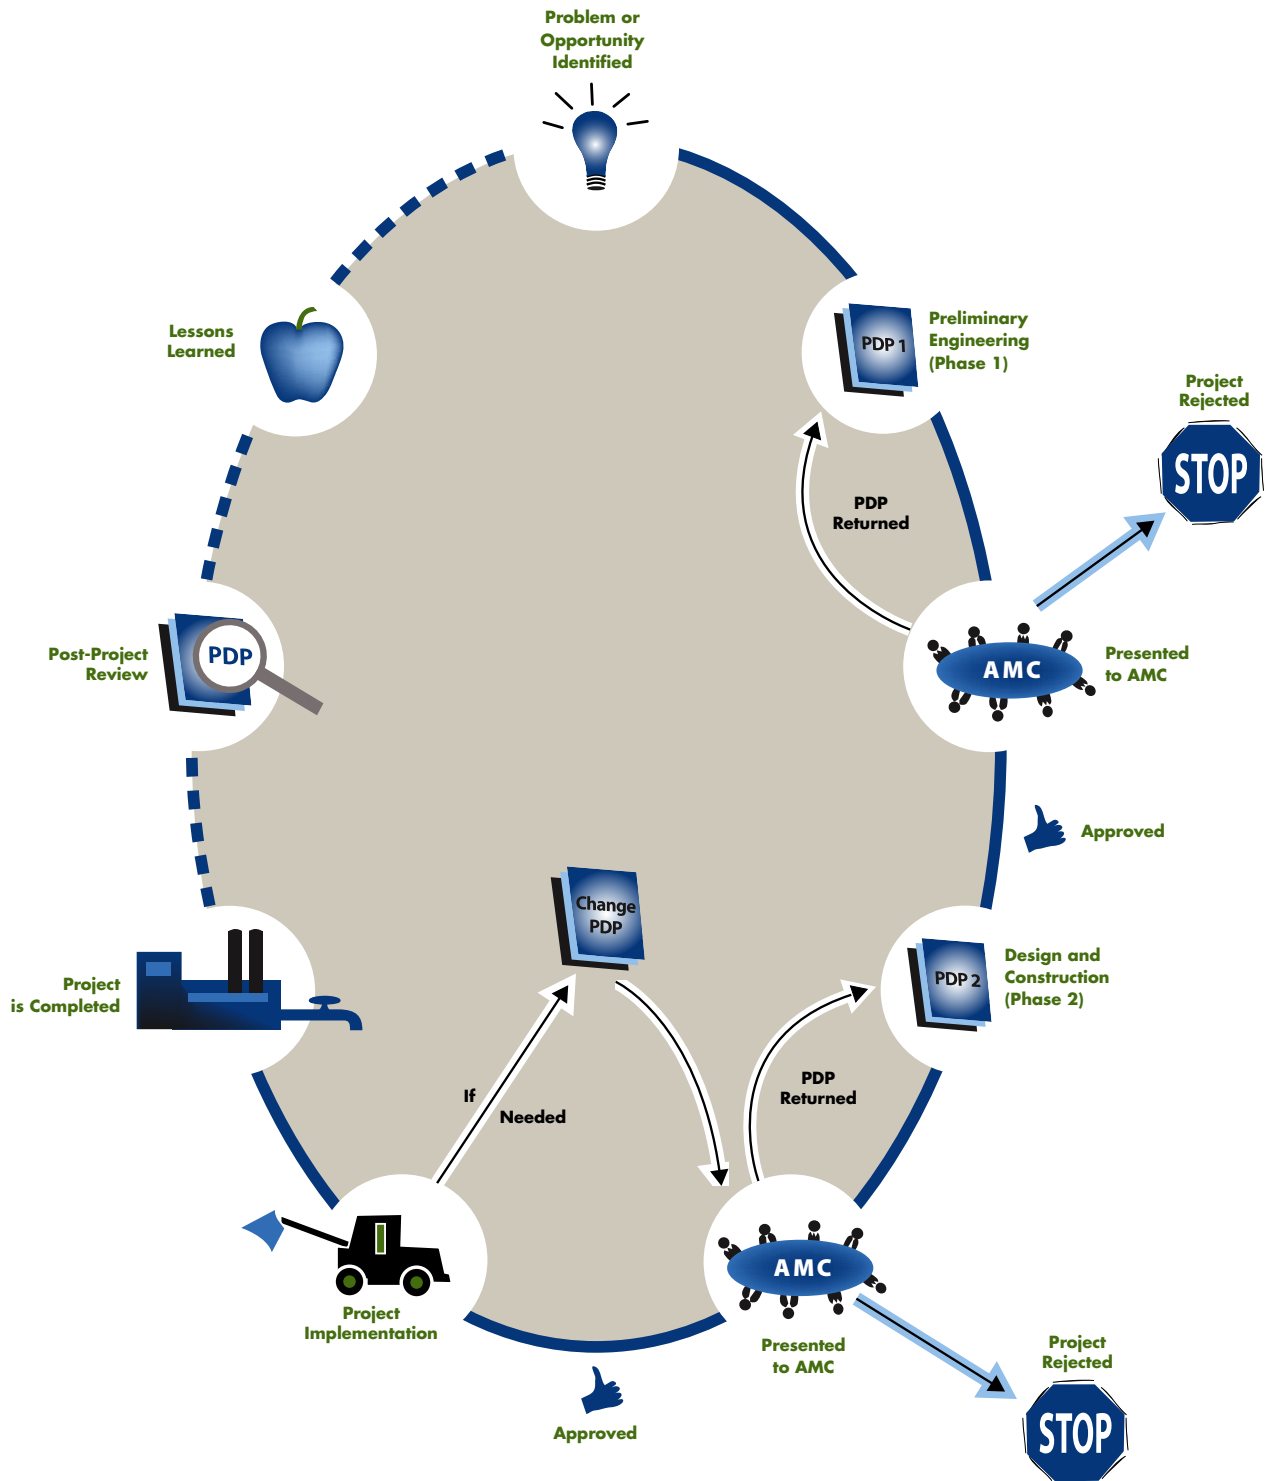 Problem or
Opportunity
Identified
PDP 1
Preliminary
Engineering
(Phase 1)
Project
Rejected
STOP
PDP
Returned
AMC
Presented
to AMC
Approved
PDP 2
Design and
Construction
(Phase 2)
PDP
Returned
AMC
Presented
to AMC
Project
Rejected
STOP
Approved
Project
Implementation
If
Needed
Change
PDP
Project
is Completed
PDP
Post-Project
Review
Lessons
Learned